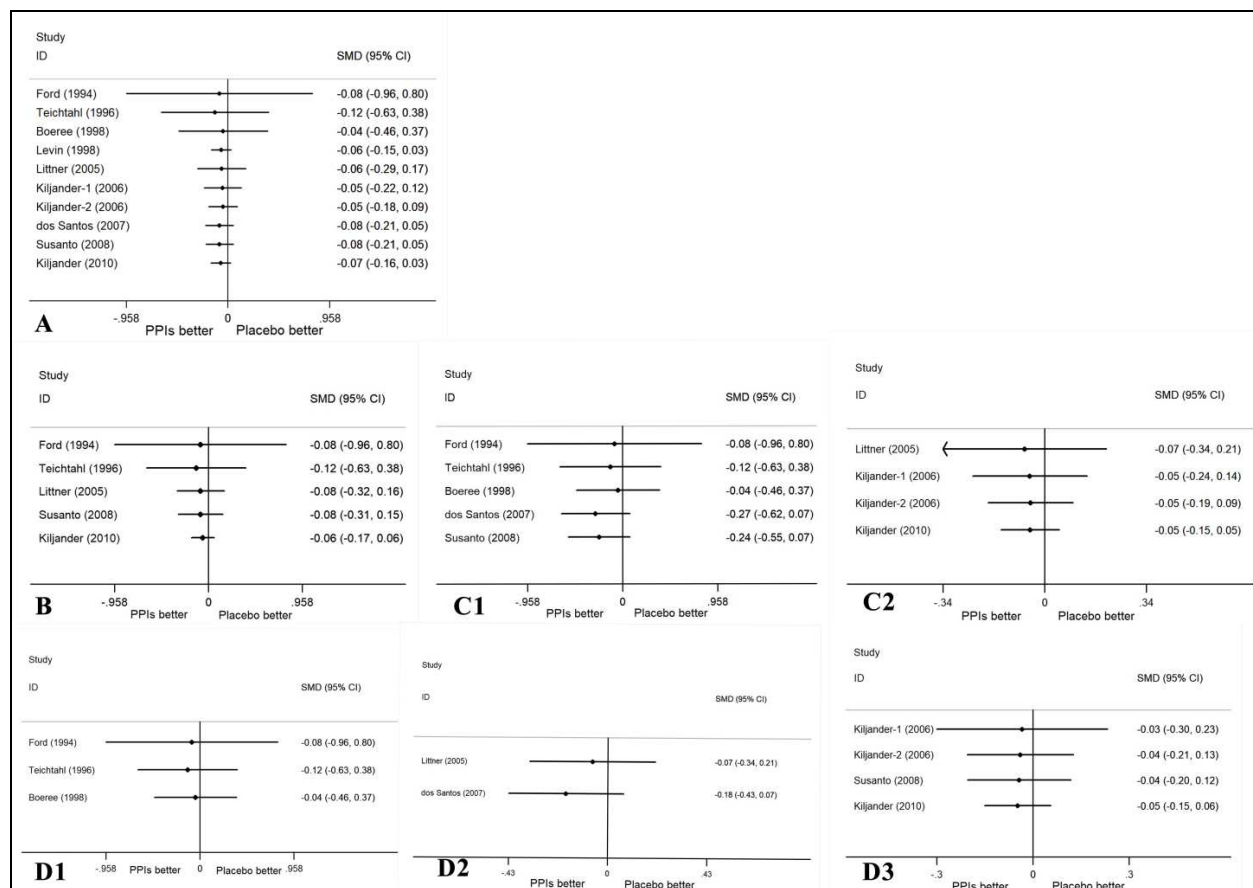 Study
ID SMD (95% CI)
Ford (1994) -0.08 (-0.96, 0.80)
Teichtahl (1996) -0.12 (-0.63, 0.38)
Boeree (1998) -0.04 (-0.46, 0.37)
Levin (1998) -0.06 (-0.15, 0.03)
Littner (2005) -0.06 (-0.29, 0.17)
Kiljander-1 (2006) -0.05 (-0.22, 0.12)
Kiljander-2 (2006) -0.05 (-0.18, 0.09)
dos Santos (2007) -0.08 (-0.21, 0.05)
Susanto (2008) -0.08 (-0.21, 0.05)
Kiljander (2010) -0.07 (-0.16, 0.03)
-.958 0 .958
A PPIs better Placebo better
Study
ID SMD (95% CI)
Ford (1994) -0.08 (-0.96, 0.80)
Teichtahl (1996) -0.12 (-0.63, 0.38)
Littner (2005) -0.08 (-0.32, 0.16)
Susanto (2008) -0.08 (-0.31, 0.15)
Kiljander (2010) -0.06 (-0.17, 0.06)
-.958 0 .958
B PPIs better Placebo better
Study
ID SMD (95% CI)
Ford (1994) -0.08 (-0.96, 0.80)
Teichtahl (1996) -0.12 (-0.63, 0.38)
Boeree (1998) -0.04 (-0.46, 0.37)
dos Santos (2007) -0.27 (-0.62, 0.07)
Susanto (2008) -0.24 (-0.55, 0.07)
-.958 0 .958
C1 PPIs better Placebo better
Study
ID SMD (95% CI)
Littner (2005) -0.07 (-0.34, 0.21)
Kiljander-1 (2006) -0.05 (-0.24, 0.14)
Kiljander-2 (2006) -0.05 (-0.19, 0.09)
Kiljander (2010) -0.05 (-0.15, 0.05)
-.34 0 .34
C2 PPIs better Placebo better
Study
ID SMD (95% CI)
Ford (1994) -0.08 (-0.96, 0.80)
Teichtahl (1996) -0.12 (-0.63, 0.38)
Boeree (1998) -0.04 (-0.46, 0.37)
-.958 0 .958
D1 PPIs better Placebo better
Study
ID SMD (95% CI)
Littner (2005) -0.07 (-0.34, 0.21)
dos Santos (2007) -0.18 (-0.43, 0.07)
-.43 0 .43
D2 PPIs better Placebo better
Study
ID SMD (95% CI)
Kiljander-1 (2006) -0.03 (-0.30, 0.23)
Kiljander-2 (2006) -0.04 (-0.21, 0.13)
Susanto (2008) -0.04 (-0.20, 0.12)
Kiljander (2010) -0.05 (-0.15, 0.06)
-.3 0 .3
D3 PPIs better Placebo better